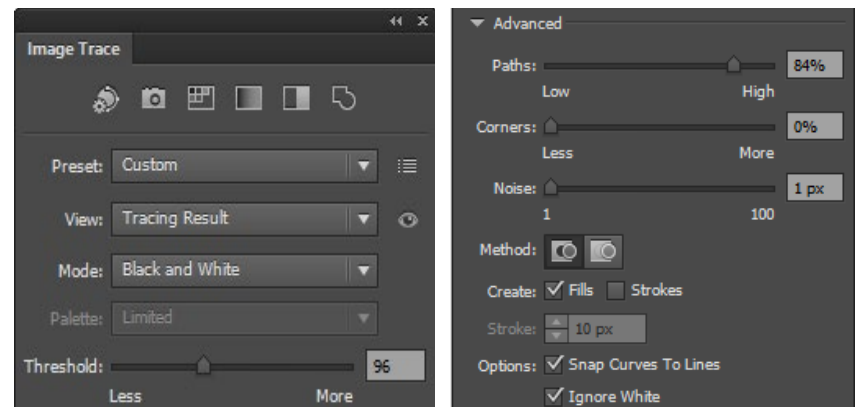 Image Trace
Preset: Custom
View: Tracing Result
Mode: Black and White
Palette: Limited
Threshold: 96
Less More
Advanced
Paths: 84%
Low High
Corners: 0%
Less More
Noise: 1 px
1 100
Method:
Create: Fills Strokes
Stroke: 10 px
Options: Snap Curves To Lines
Ignore White